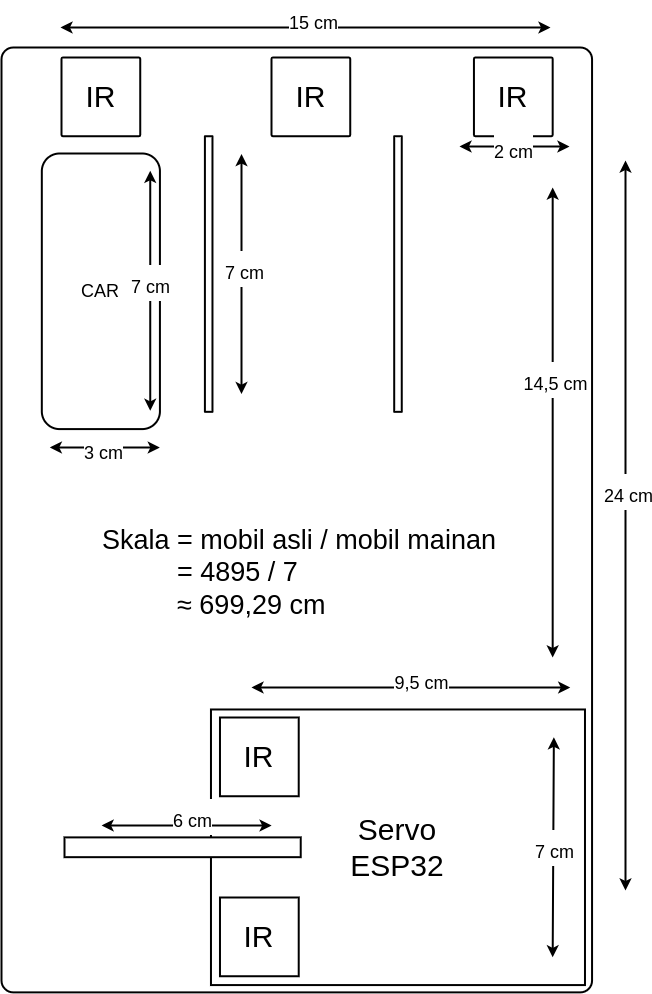 15 cm
IR
IR
IR
2 cm
7 cm
CAR
7 cm
3 cm
14,5 cm
24 cm
Skala = mobil asli / mobil mainan
= 4895 / 7
≈ 699,29 cm
9,5 cm
IR
6 cm
Servo
ESP32
7 cm
IR